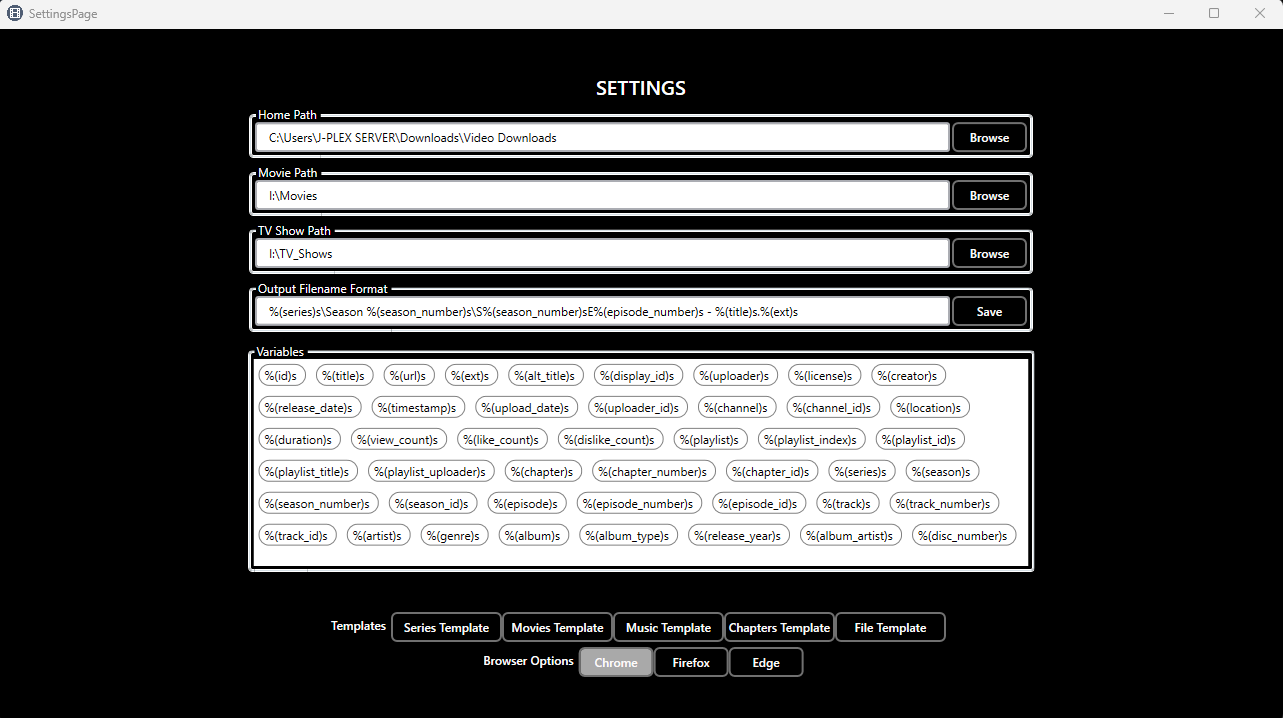 SettingsPage
SETTINGS
Home Path
C:\Users\J-PLEX SERVER\Downloads\Video Downloads Browse
Movie Path
I:\Movies Browse
TV Show Path
I:\TV_Shows Browse
Output Filename Format
%(series)s\Season %(season_number)s\S%(season_number)sE%(episode_number)s - %(title)s.%(ext)s Save
Variables
%(id)s %(title)s %(url)s %(ext)s %(alt_title)s %(display_id)s %(uploader)s %(license)s %(creator)s
%(release_date)s %(timestamp)s %(upload_date)s %(uploader_id)s %(channel)s %(channel_id)s %(location)s
%(duration)s %(view_count)s %(like_count)s %(dislike_count)s %(playlist)s %(playlist_index)s %(playlist_id)s
%(playlist_title)s %(playlist_uploader)s %(chapter)s %(chapter_number)s %(chapter_id)s %(series)s %(season)s
%(season_number)s %(season_id)s %(episode)s %(episode_number)s %(episode_id)s %(track)s %(track_number)s
%(track_id)s %(artist)s %(genre)s %(album)s %(album_type)s %(release_year)s %(album_artist)s %(disc_number)s
Templates Series Template Movies Template Music Template Chapters Template File Template
Browser Options Chrome Firefox Edge